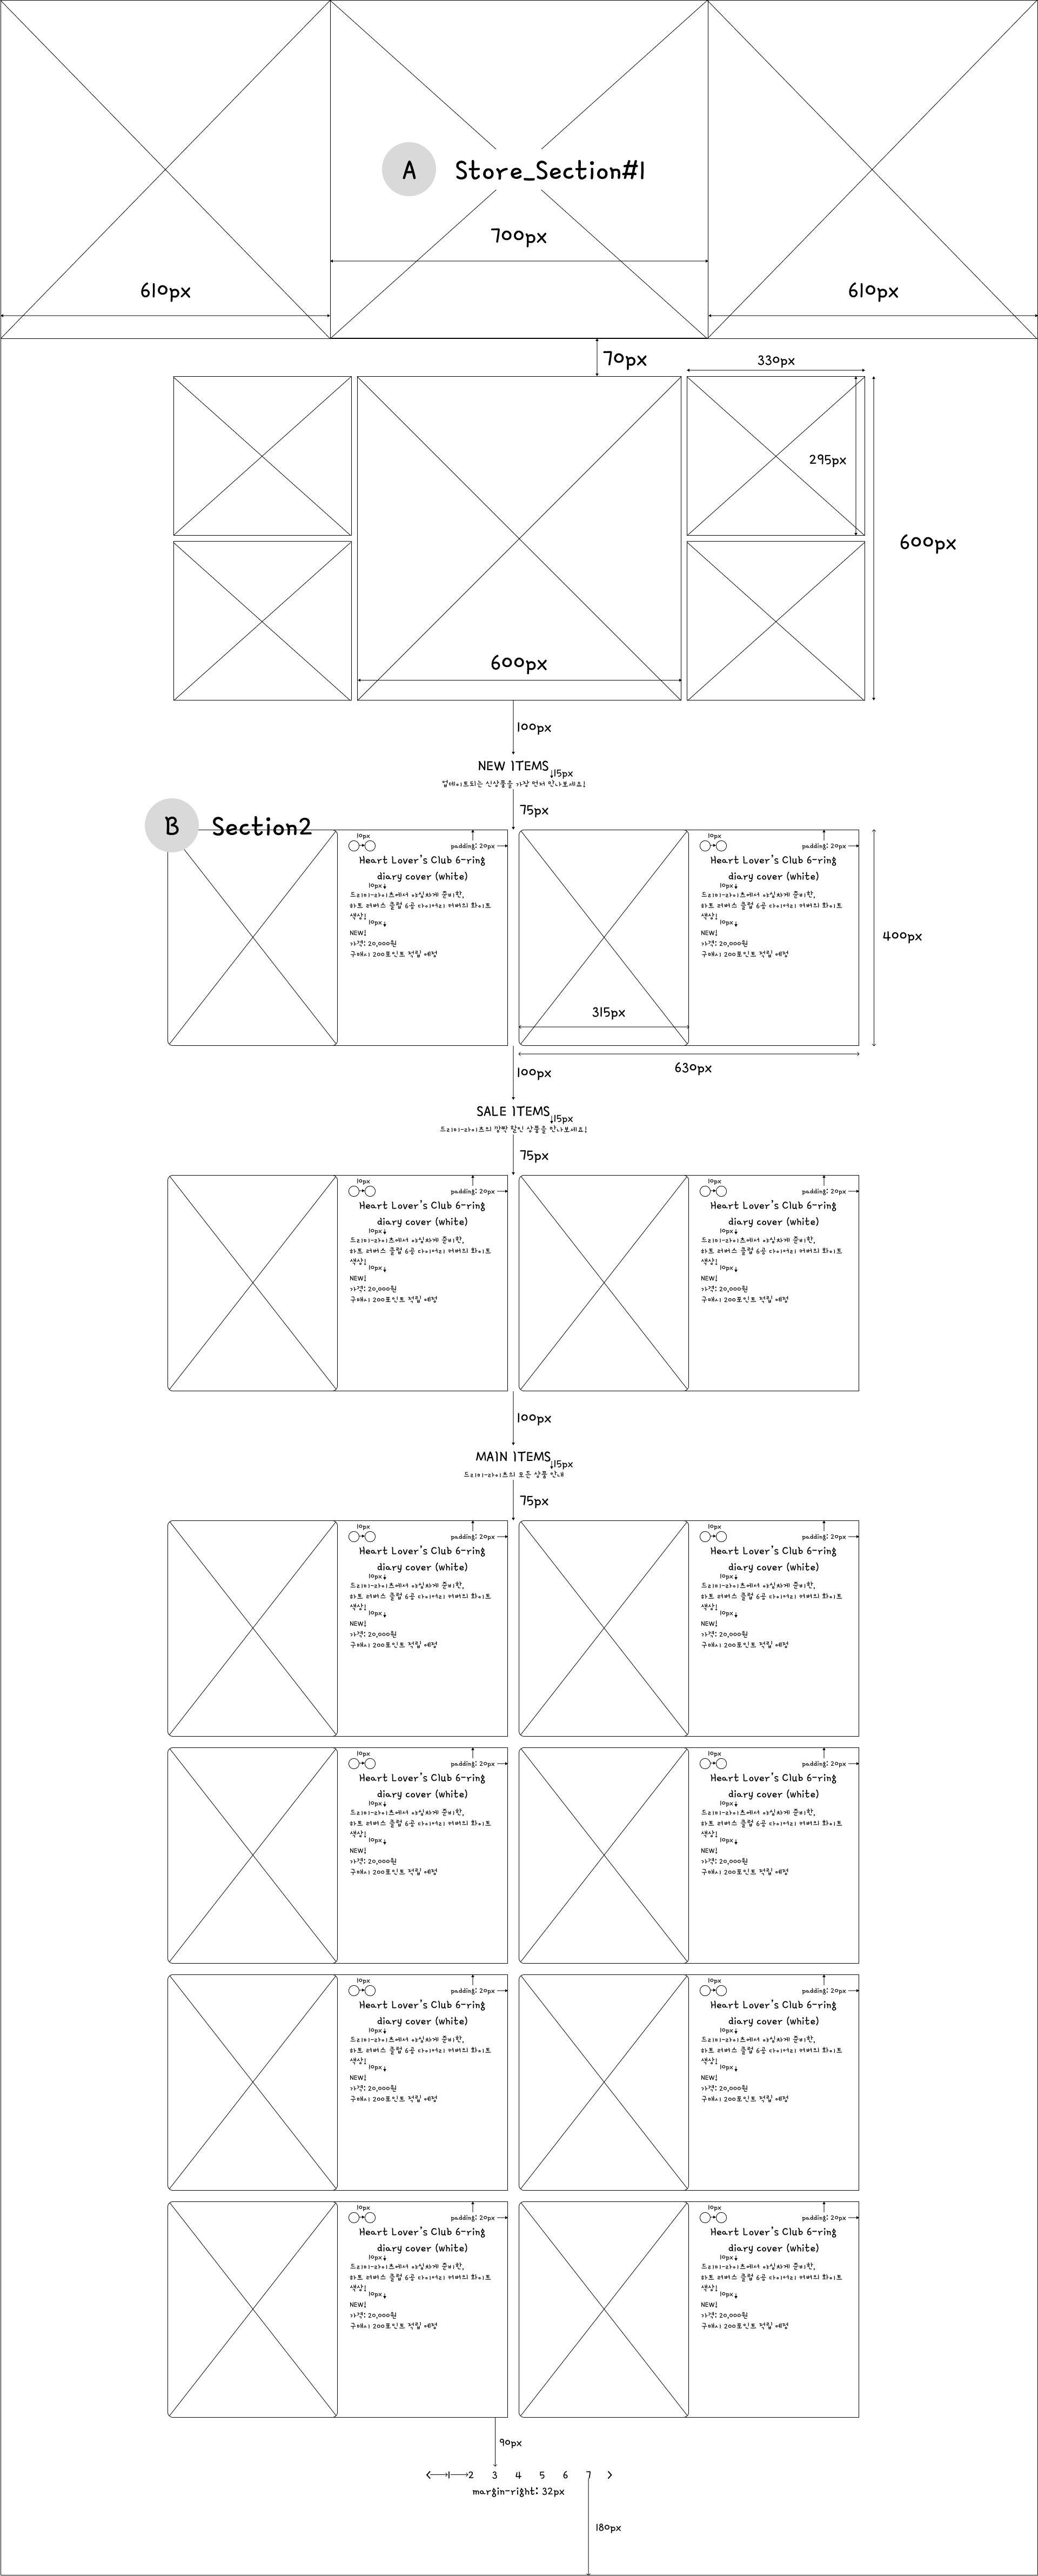 A Store_Section#1
700px
610px
610px
70px
330px
295px
600px
600px
100px
NEW ITEMS
15px
업데이트되는 신상품을 가장 먼저 만나보세요!
75px
B Section2
10px
padding: 20px
Heart Lover's Club 6-ring
diary cover (white)
10px
드리미-라이츠에서 야심차게 준비한,
하트 러버스 클럽 6공 다이어리 커버의 화이트
색상!
10px
NEW!
가격: 20,000원
구매시 200포인트 적립 예정
10px
padding: 20px
Heart Lover's Club 6-ring
diary cover (white)
10px
드리미-라이츠에서 야심차게 준비한,
하트 러버스 클럽 6공 다이어리 커버의 화이트
색상!
10px
NEW!
가격: 20,000원
구매시 200포인트 적립 예정
400px
315px
630px
100px
SALE ITEMS
15px
드리미-라이츠의 깜짝 할인 상품을 만나보세요!
75px
10px
padding: 20px
Heart Lover's Club 6-ring
diary cover (white)
10px
드리미-라이츠에서 야심차게 준비한,
하트 러버스 클럽 6공 다이어리 커버의 화이트
색상!
10px
NEW!
가격: 20,000원
구매시 200포인트 적립 예정
10px
padding: 20px
Heart Lover's Club 6-ring
diary cover (white)
10px
드리미-라이츠에서 야심차게 준비한,
하트 러버스 클럽 6공 다이어리 커버의 화이트
색상!
10px
NEW!
가격: 20,000원
구매시 200포인트 적립 예정
100px
MAIN ITEMS
15px
드리미-라이츠의 모든 상품 안내
75px
10px
padding: 20px
Heart Lover's Club 6-ring
diary cover (white)
10px
드리미-라이츠에서 야심차게 준비한,
하트 러버스 클럽 6공 다이어리 커버의 화이트
색상!
10px
NEW!
가격: 20,000원
구매시 200포인트 적립 예정
10px
padding: 20px
Heart Lover's Club 6-ring
diary cover (white)
10px
드리미-라이츠에서 야심차게 준비한,
하트 러버스 클럽 6공 다이어리 커버의 화이트
색상!
10px
NEW!
가격: 20,000원
구매시 200포인트 적립 예정
10px
padding: 20px
Heart Lover's Club 6-ring
diary cover (white)
10px
드리미-라이츠에서 야심차게 준비한,
하트 러버스 클럽 6공 다이어리 커버의 화이트
색상!
10px
NEW!
가격: 20,000원
구매시 200포인트 적립 예정
10px
padding: 20px
Heart Lover's Club 6-ring
diary cover (white)
10px
드리미-라이츠에서 야심차게 준비한,
하트 러버스 클럽 6공 다이어리 커버의 화이트
색상!
10px
NEW!
가격: 20,000원
구매시 200포인트 적립 예정
10px
padding: 20px
Heart Lover's Club 6-ring
diary cover (white)
10px
드리미-라이츠에서 야심차게 준비한,
하트 러버스 클럽 6공 다이어리 커버의 화이트
색상!
10px
NEW!
가격: 20,000원
구매시 200포인트 적립 예정
10px
padding: 20px
Heart Lover's Club 6-ring
diary cover (white)
10px
드리미-라이츠에서 야심차게 준비한,
하트 러버스 클럽 6공 다이어리 커버의 화이트
색상!
10px
NEW!
가격: 20,000원
구매시 200포인트 적립 예정
10px
padding: 20px
Heart Lover's Club 6-ring
diary cover (white)
10px
드리미-라이츠에서 야심차게 준비한,
하트 러버스 클럽 6공 다이어리 커버의 화이트
색상!
10px
NEW!
가격: 20,000원
구매시 200포인트 적립 예정
10px
padding: 20px
Heart Lover's Club 6-ring
diary cover (white)
10px
드리미-라이츠에서 야심차게 준비한,
하트 러버스 클럽 6공 다이어리 커버의 화이트
색상!
10px
NEW!
가격: 20,000원
구매시 200포인트 적립 예정
90px
< 1 2 3 4 5 6 7 >
margin-right: 32px
180px